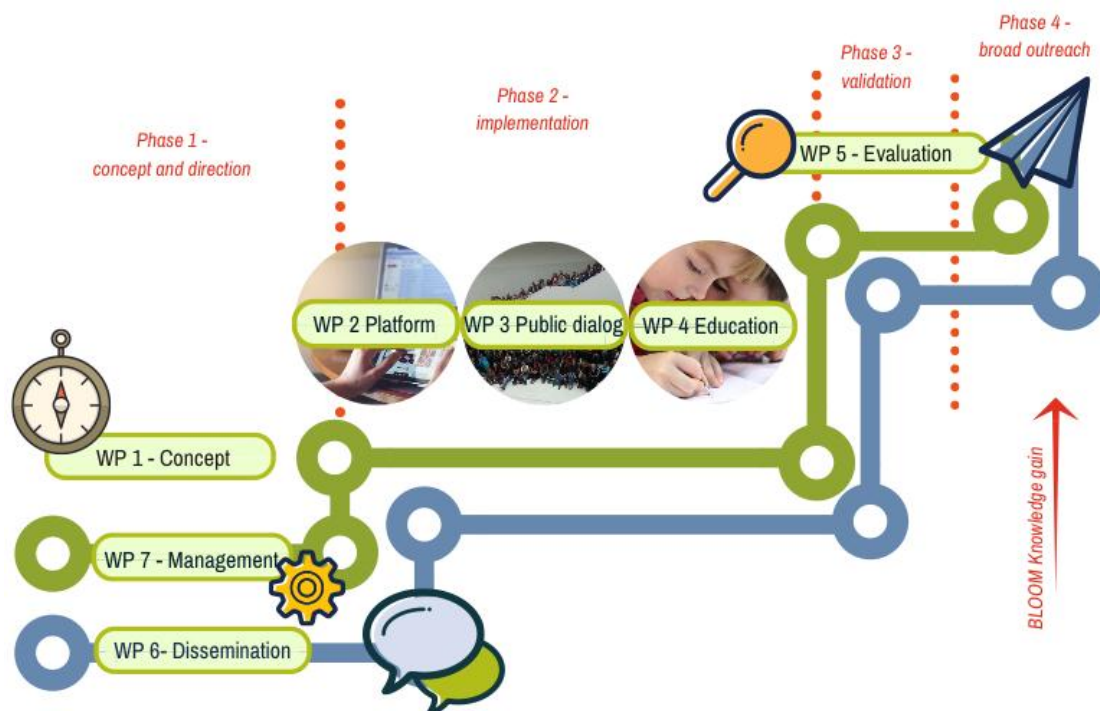 Phase 4 -
broad outreach
Phase 3 -
validation
Phase 2 -
implementation
Phase 1 -
concept and direction
WP 5 - Evaluation
WP 2 Platform
WP 3 Public dialog
WP 4 Education
WP 1 - Concept
WP 7 - Management
WP 6- Dissemination
BLOOM Knowledge gain